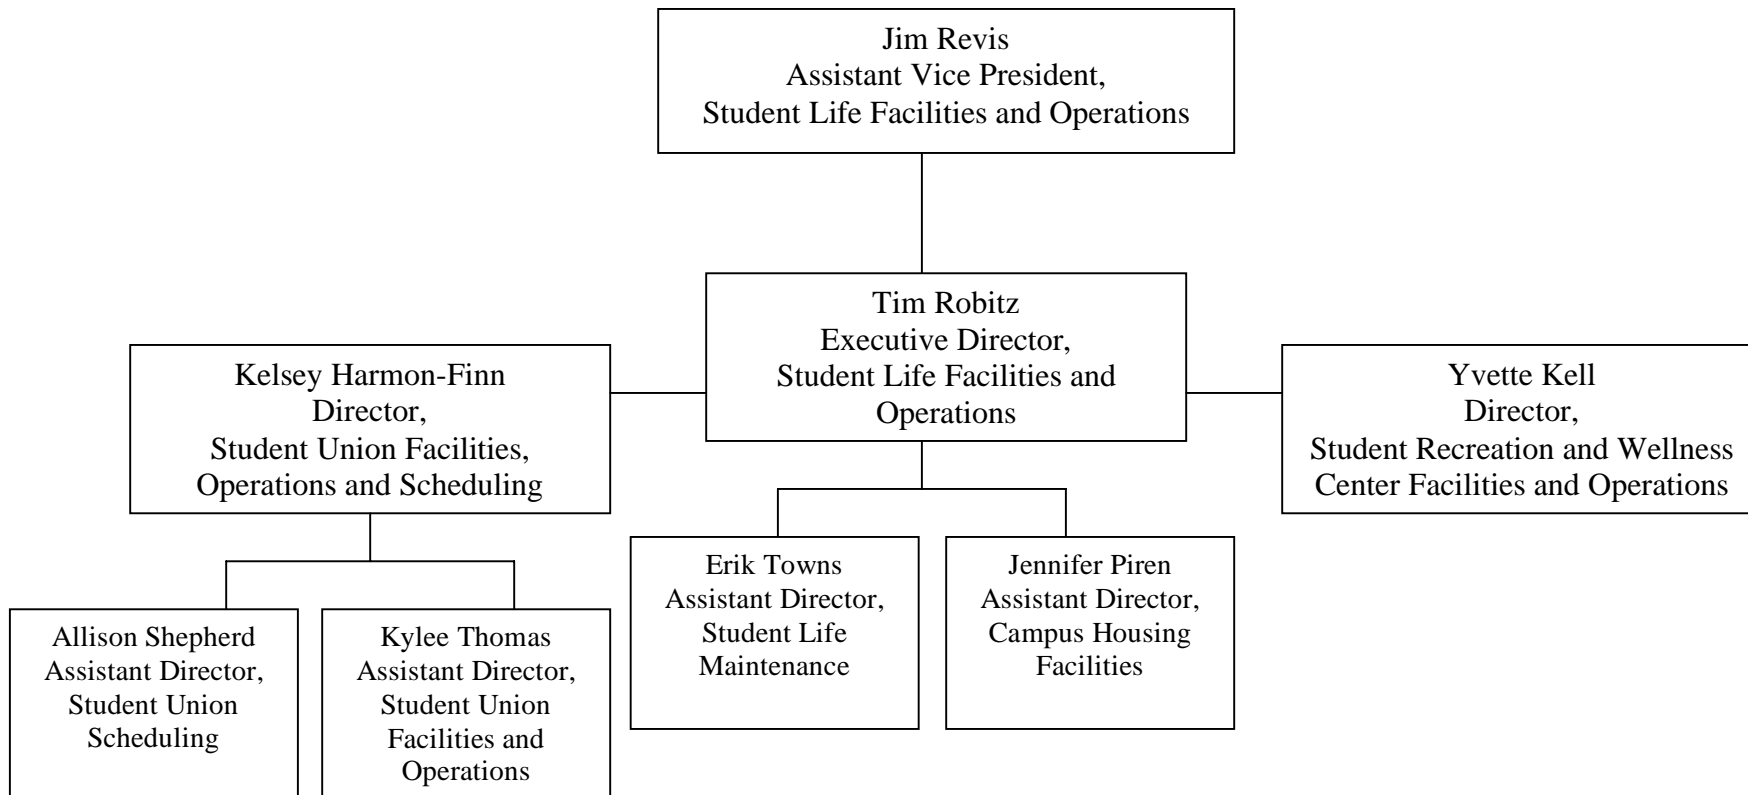 Jim Revis
Assistant Vice President,
Student Life Facilities and Operations
Tim Robitz
Executive Director,
Student Life Facilities and
Operations
Kelsey Harmon-Finn
Director,
Student Union Facilities,
Operations and Scheduling
Yvette Kell
Director,
Student Recreation and Wellness
Center Facilities and Operations
Allison Shepherd
Assistant Director,
Student Union
Scheduling
Kylee Thomas
Assistant Director,
Student Union
Facilities and
Operations
Erik Towns
Assistant Director,
Student Life
Maintenance
Jennifer Piren
Assistant Director,
Campus Housing
Facilities